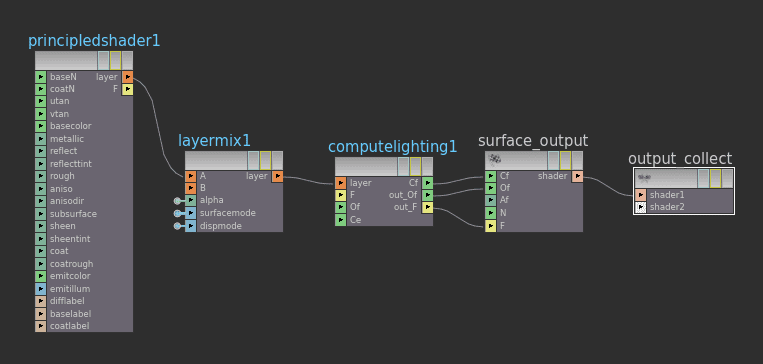 principledshader1
baseN layer
coatN F
utan
vtan
basecolor
metallic
reflect
reflecttint
rough
aniso
anisodir
subsurface
sheen
sheentint
coat
coatrough
emitcolor
emitillum
difflabel
baselabel
coatlabel
layermix1
A layer
B
alpha
surfacemode
dispmode
computelighting1
layer Cf
F out_Of
Of out_F
Ce
surface_output
Cf shader
Of
Af
N
F
output_collect
shader1
shader2